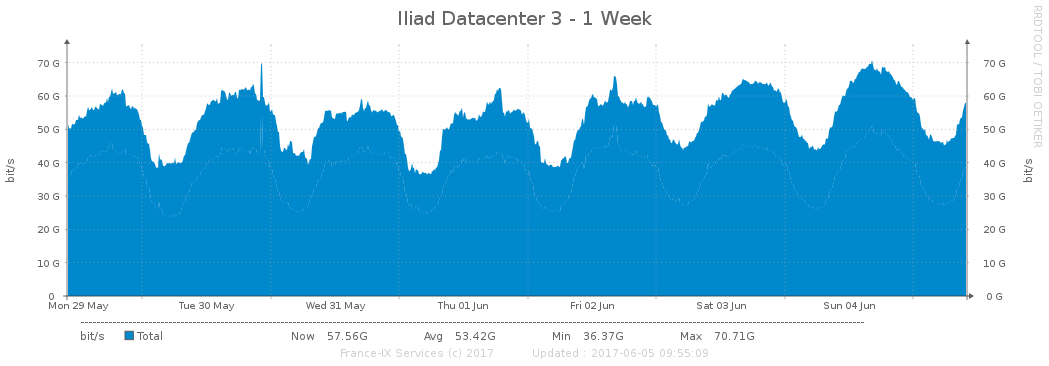 Iliad Datacenter 3 - 1 Week
RRDTOOL / TOBI OETIKER
70 G 70 G
60 G 60 G
50 G 50 G
40 G 40 G
30 G 30 G
20 G 20 G
10 G 10 G
0 0 G
bit/s bit/s
Mon 29 May Tue 30 May Wed 31 May Thu 01 Jun Fri 02 Jun Sat 03 Jun Sun 04 Jun
bit/s Total Now 57.56G Avg 53.42G Min 36.37G Max 70.71G
France-IX Services (c) 2017 Updated : 2017-06-05 09:55:09